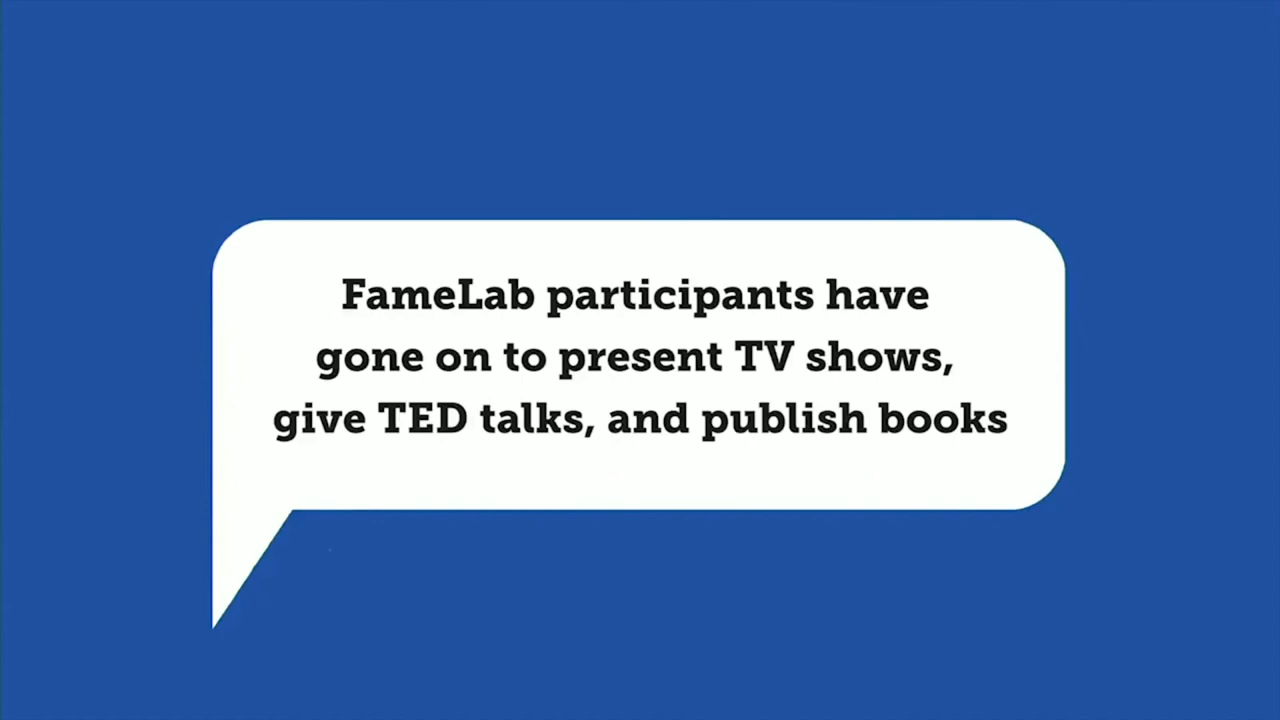 FameLab participants have
gone on to present TV shows,
give TED talks, and publish books